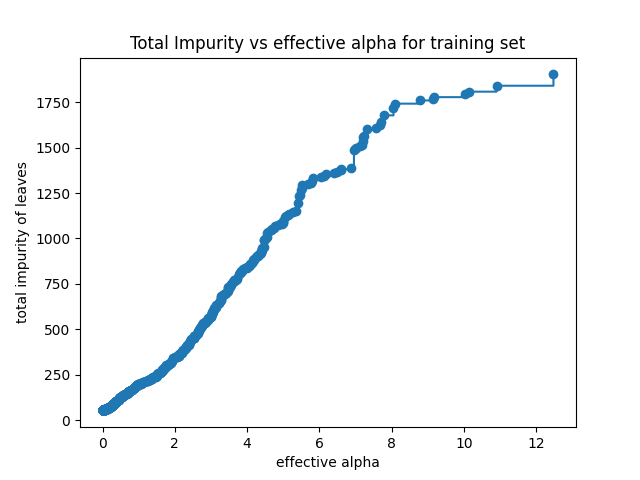 Total Impurity vs effective alpha for training set
total impurity of leaves
1750
1500
1250
1000
750
500
250
0
0 2 4 6 8 10 12
effective alpha